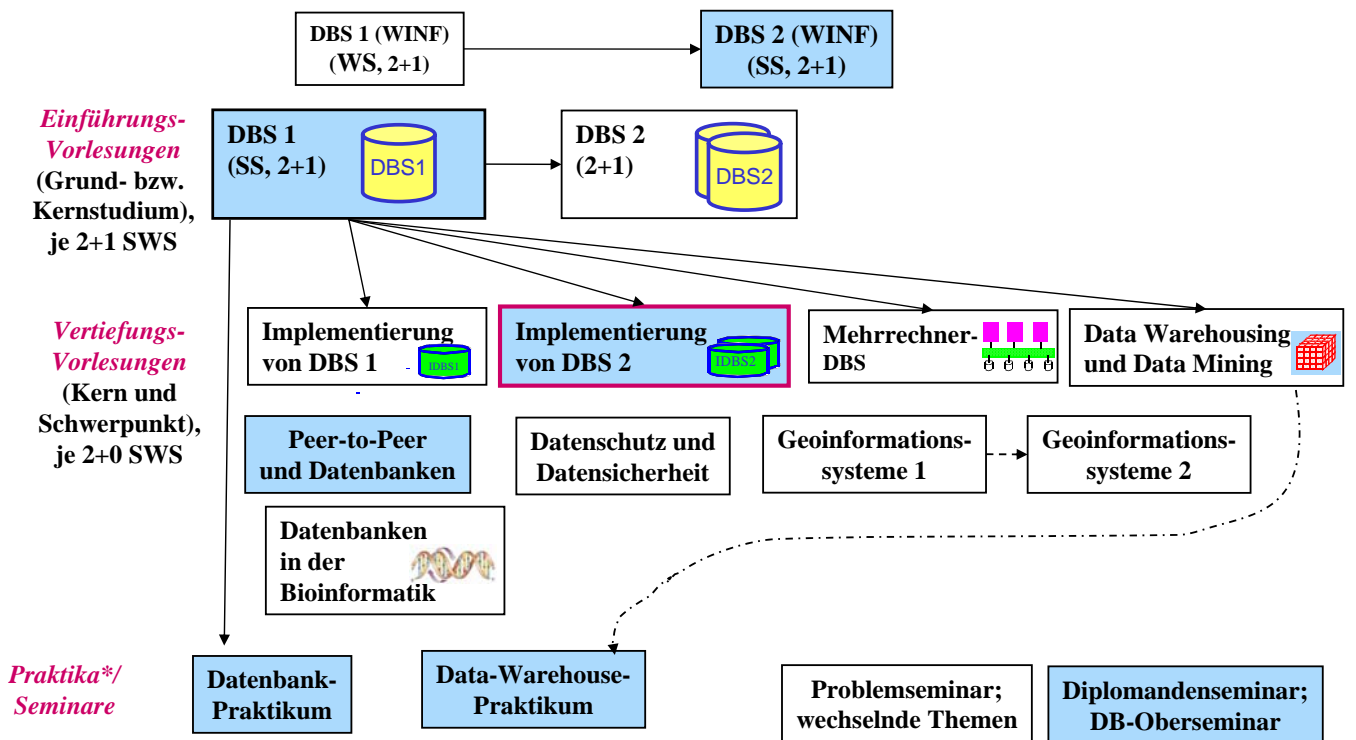 DBS 1 (WINF)
(WS, 2+1)
DBS 2 (WINF)
(SS, 2+1)
Einführungs-
Vorlesungen
(Grund- bzw.
Kernstudium),
je 2+1 SWS
DBS 1
(SS, 2+1)
DBS1
DBS 2
(2+1)
DBS2
Vertiefungs-
Vorlesungen
(Kern und
Schwerpunkt),
je 2+0 SWS
Implementierung
von DBS 1
IDBS1
Implementierung
von DBS 2
IDBS2
Mehrrechner-
DBS
Data Warehousing
und Data Mining
Peer-to-Peer
und Datenbanken
Datenschutz und
Datensicherheit
Geoinformations-
systeme 1
Geoinformations-
systeme 2
Datenbanken
in der
Bioinformatik
Praktika*/
Seminare
Datenbank-
Praktikum
Data-Warehouse-
Praktikum
Problemseminar;
wechselnde Themen
Diplomandenseminar;
DB-Oberseminar